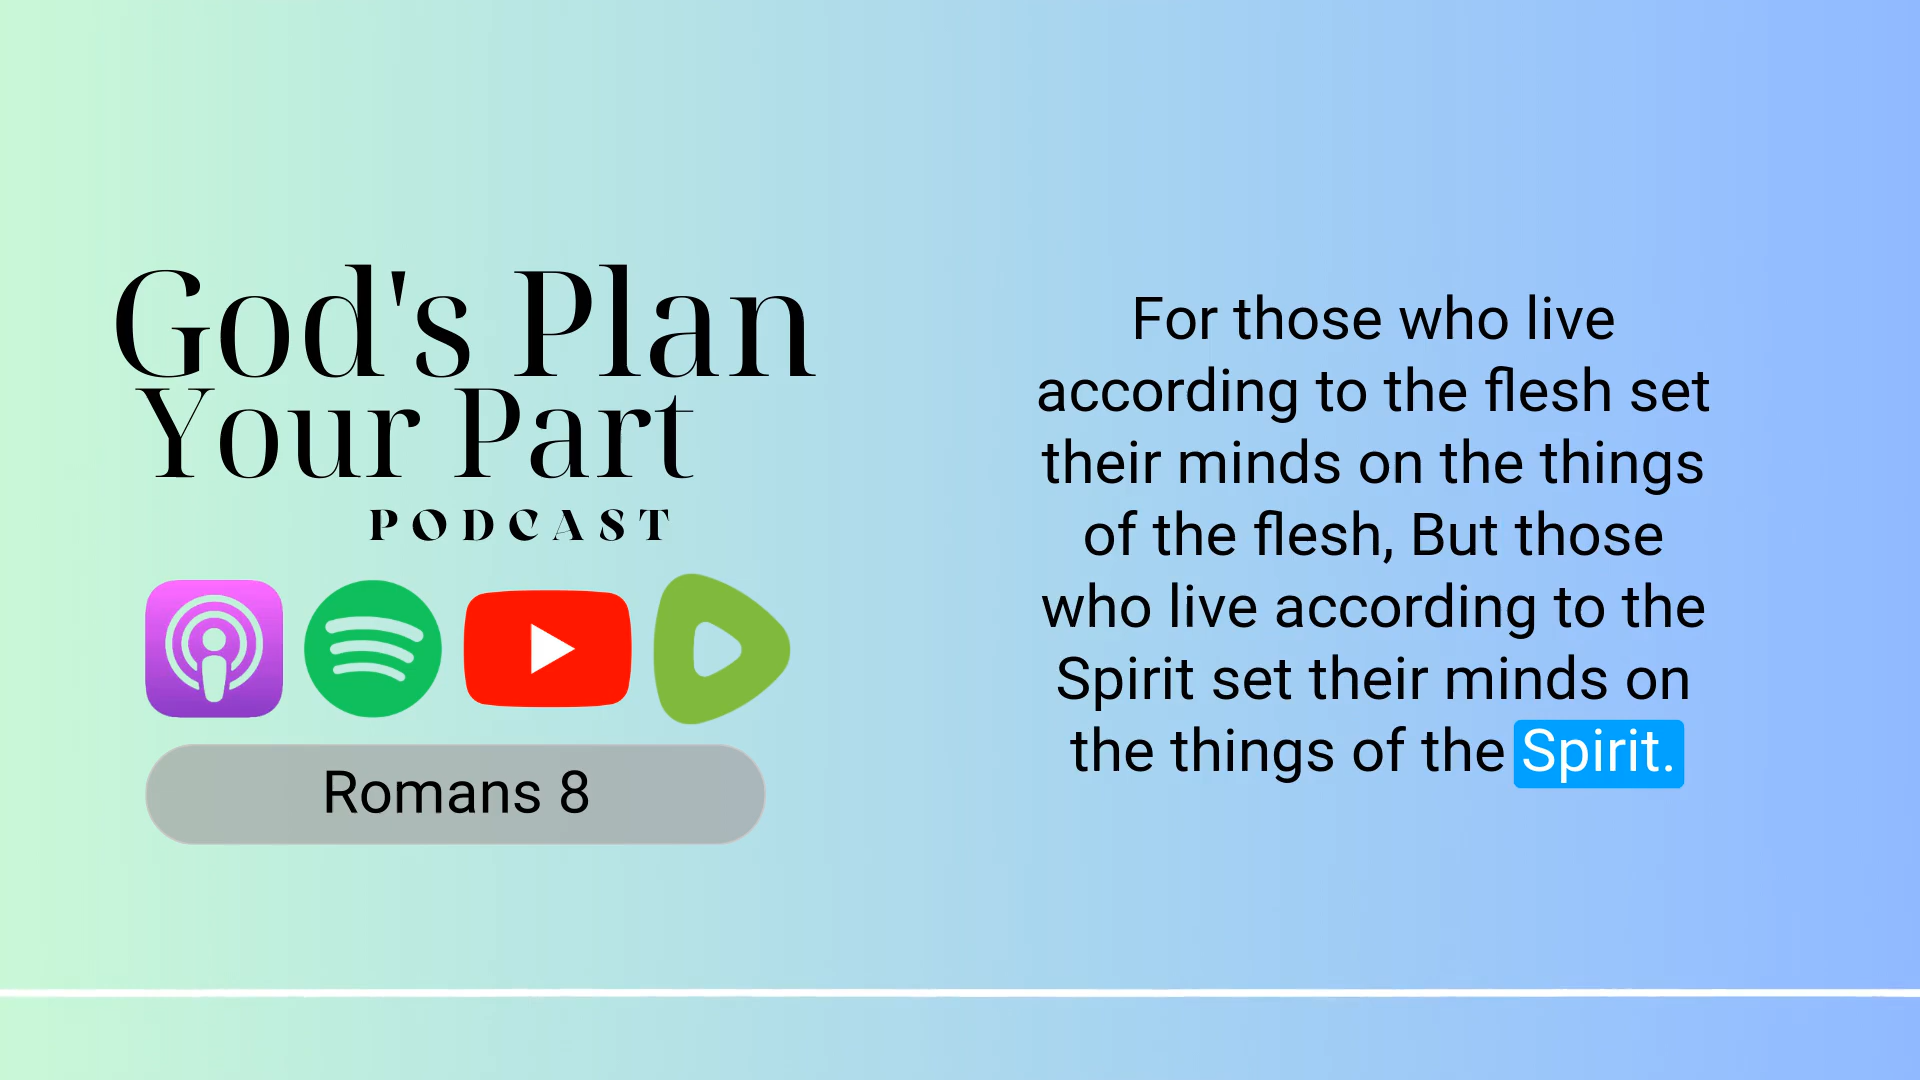 God's Plan
Your Part
PODCAST
Romans 8
For those who live
according to the flesh set
their minds on the things
of the flesh, But those
who live according to the
Spirit set their minds on
the things of the Spirit.